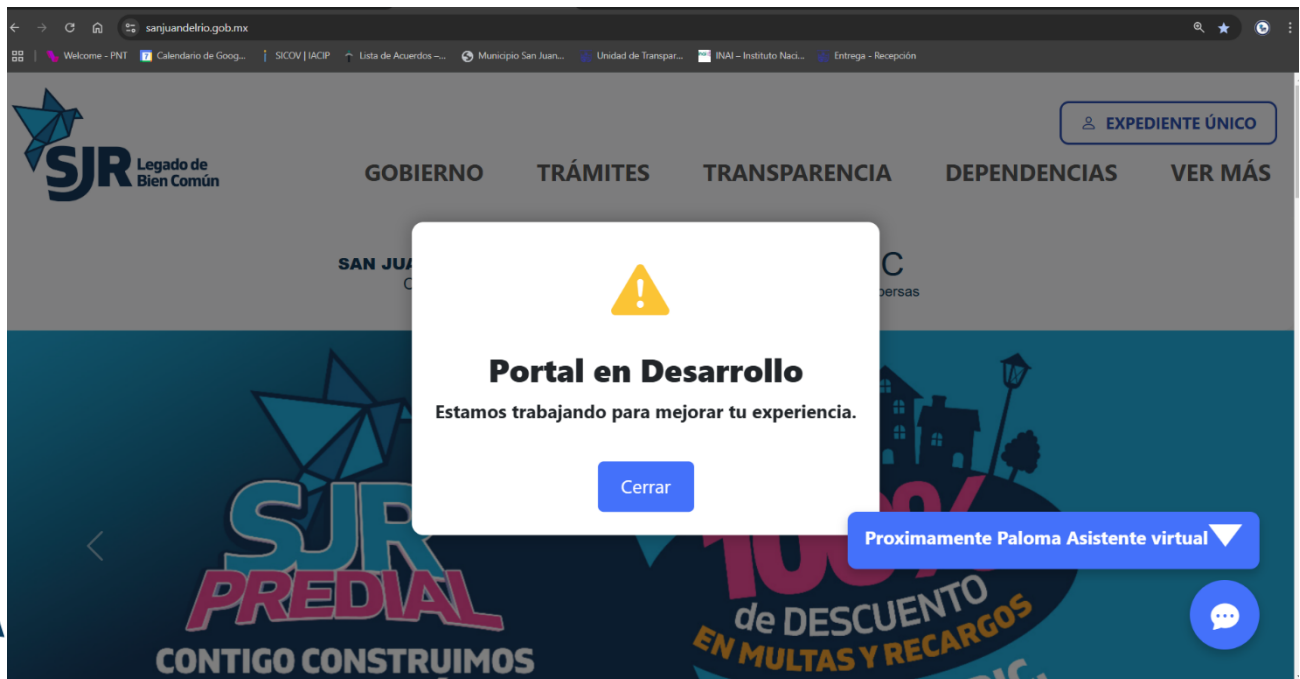 sanjuandelrio.gob.mx
Welcome - PNT
Calendario de Goog...
SICOV | IACIP
Lista de Acuerdos –...
Municipio San Juan...
Unidad de Transpar...
INAI – Instituto Naci...
Entrega - Recepción
EXPEDIENTE ÚNICO
SJR Legado de
Bien Común
GOBIERNO TRÁMITES TRANSPARENCIA DEPENDENCIAS VER MÁS
SAN JUA
C
C
persas
Portal en Desarrollo
Estamos trabajando para mejorar tu experiencia.
Cerrar
Proximamente Paloma Asistente virtual
SJR
PREDIAL
CONTIGO CONSTRUIMOS
100%
de DESCUENTO
EN MULTAS Y RECARGOS